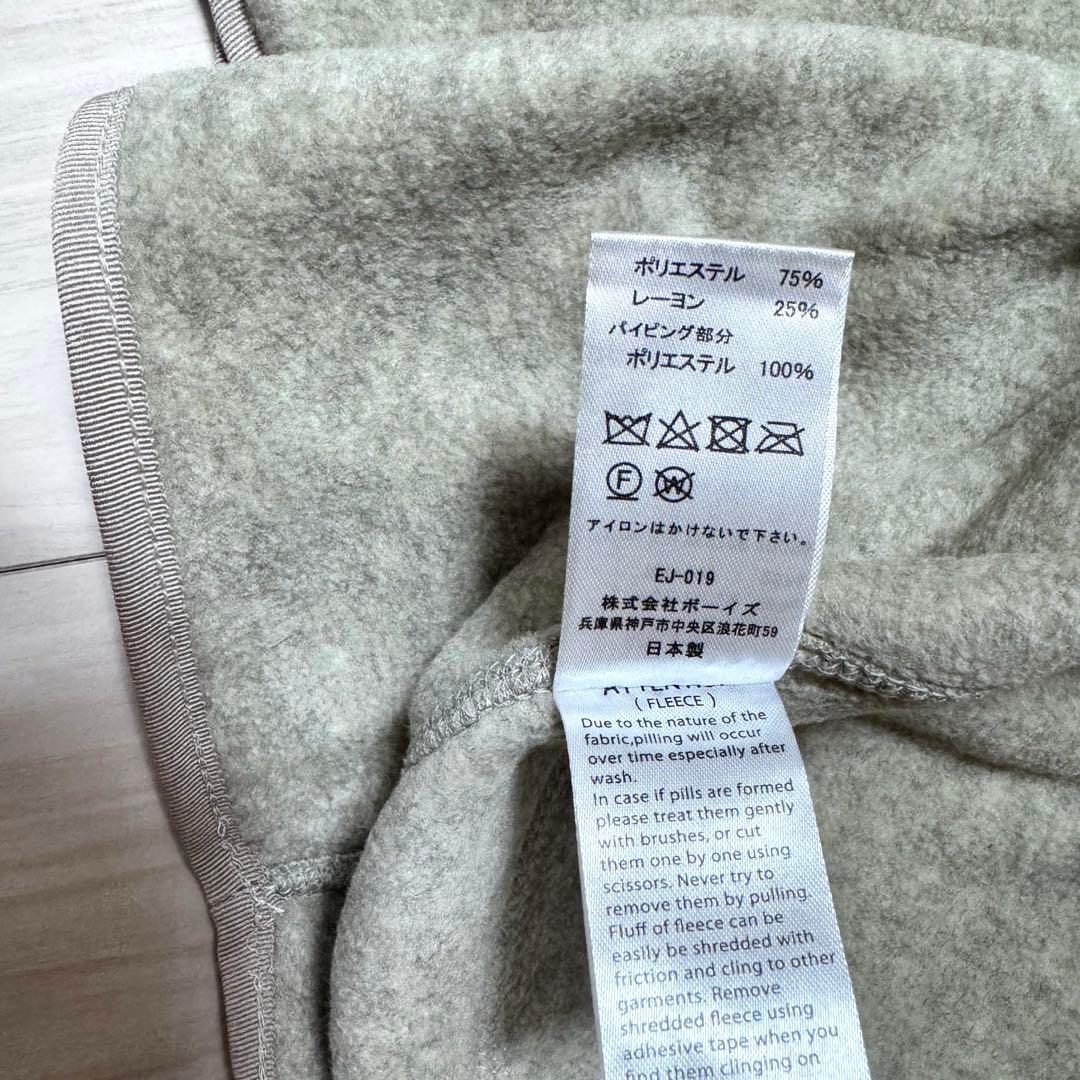 ポリエステル 75%
レーヨン 25%
パイピング部分
ポリエステル 100%
F W
アイロンはかけないで下さい。
EJ-019
株式会社ボーイズ
兵庫県神戸市中央区浪花町59
日本製
( FLEECE )
Due to the nature of the
fabric,pilling will occur
over time especially after
wash.
In case if pills are formed
please treat them gently
with brushes, or cut
them one by one using
scissors. Never try to
remove them by pulling.
Fluff of fleece can be
easily be shredded with
friction and cling to other
garments. Remove
shredded fleece using
adhesive tape when you
find them clinging on